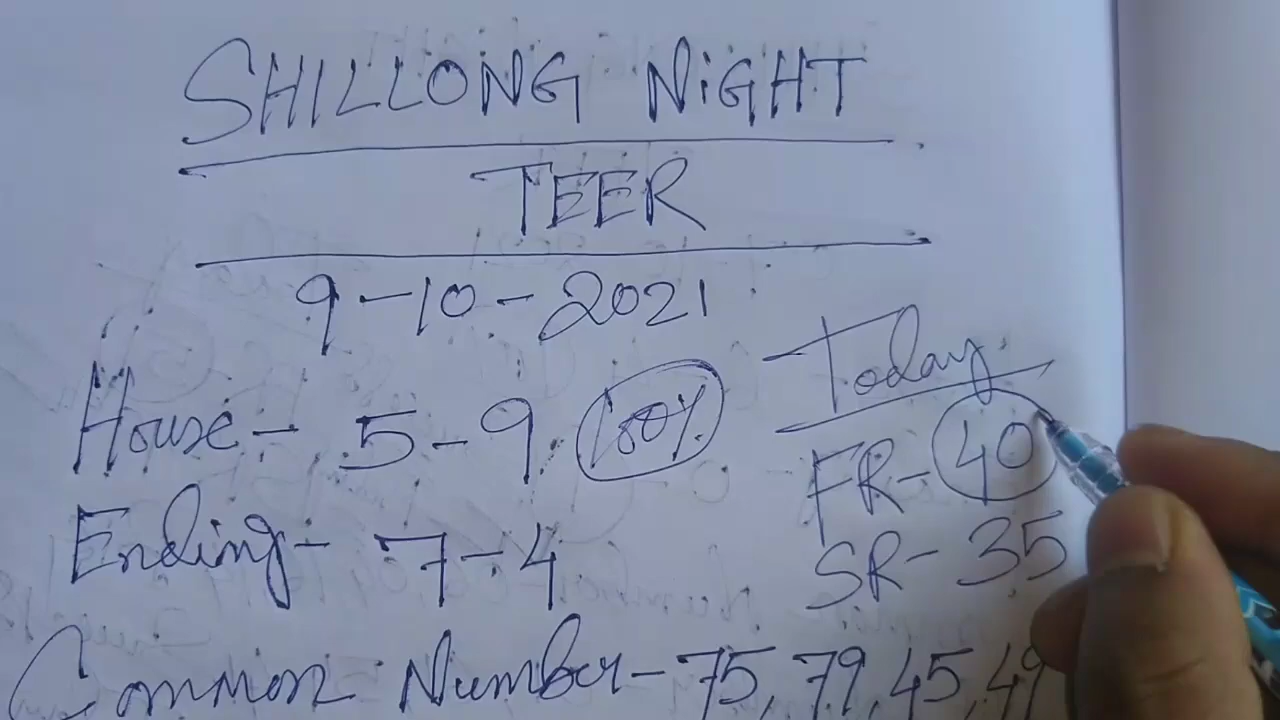 SHILLONG NiGHT
TEER
9-10-2021
House- 5-9 100%
Ending- 7-4
Today
FR-40
SR-35
Common Number-75, 79, 45, 49